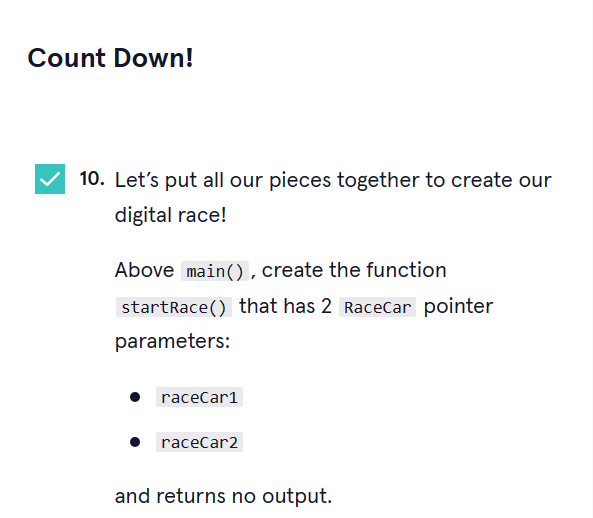 Count Down!
10. Let’s put all our pieces together to create our
digital race!
Above main(), create the function
startRace() that has 2 RaceCar pointer
parameters:
● raceCar1
● raceCar2
and returns no output.